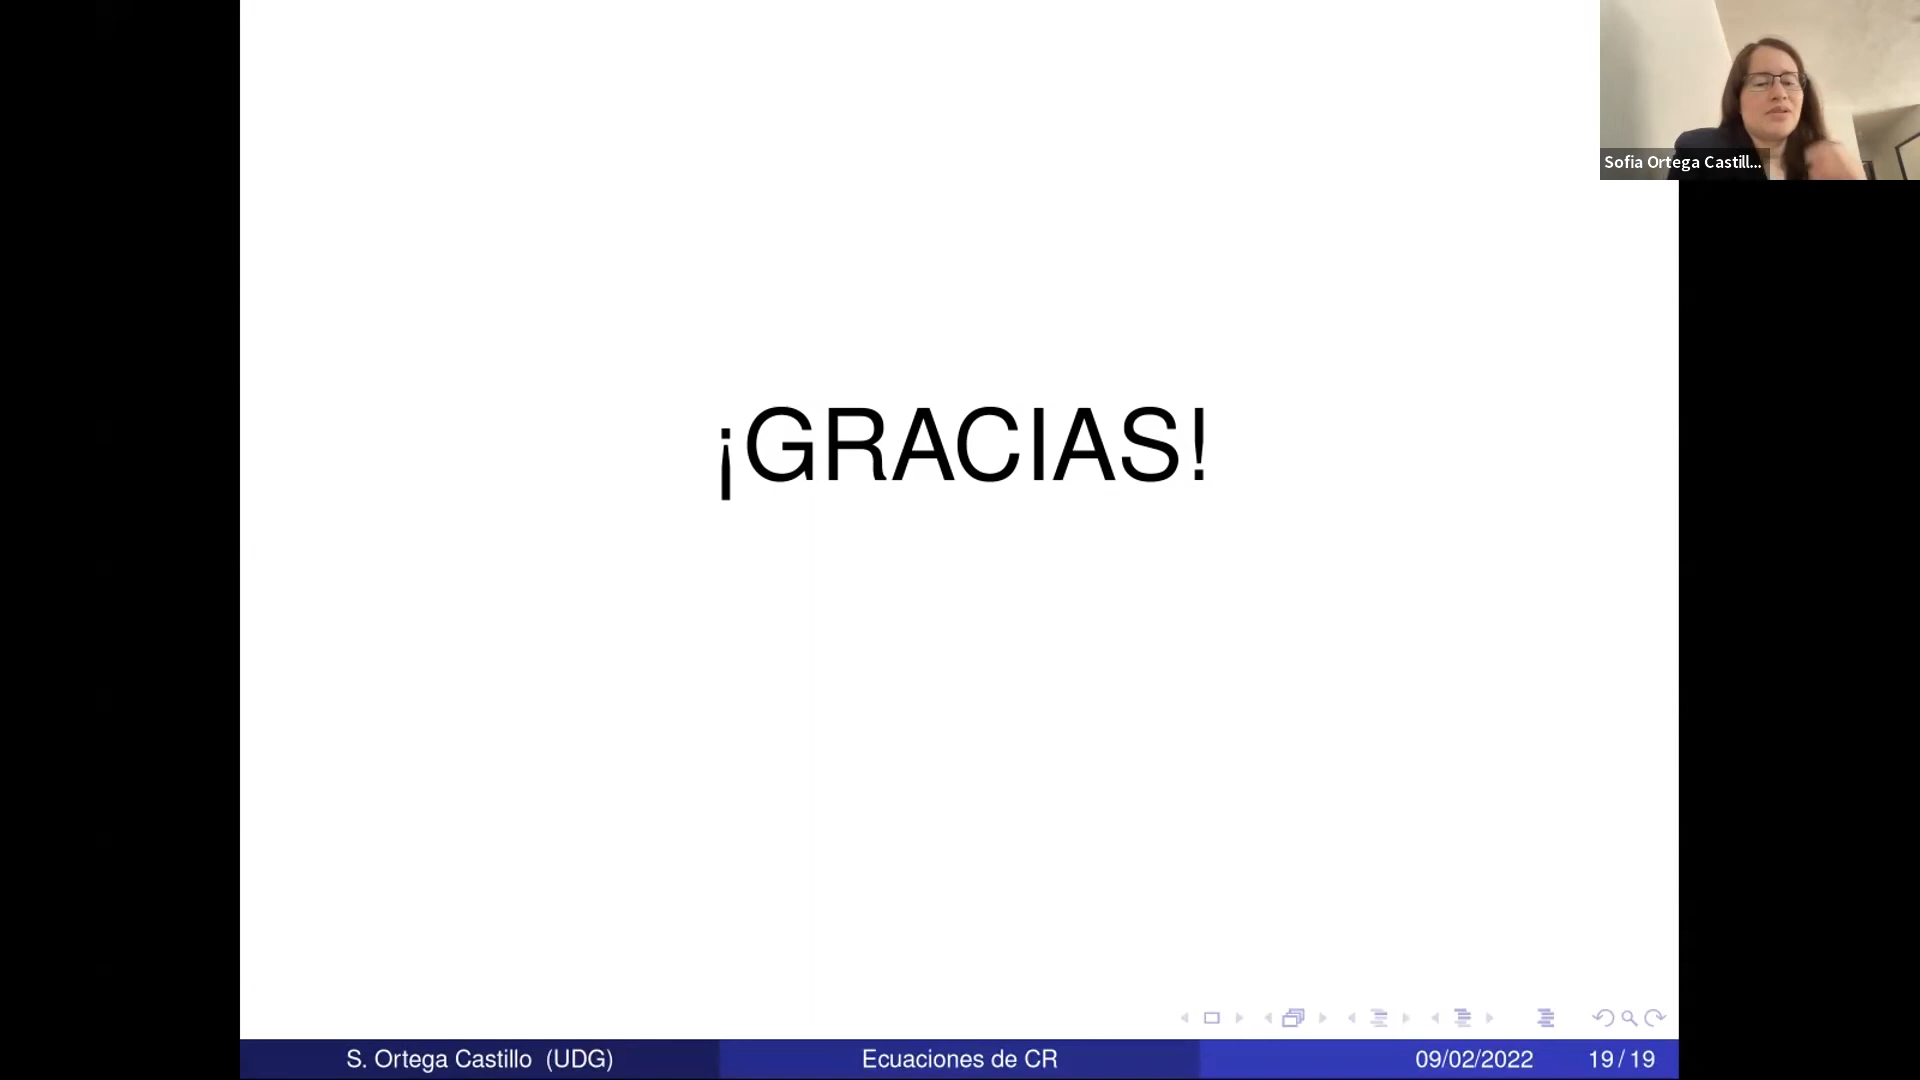 Sofia Ortega Castill...
¡GRACIAS!
S. Ortega Castillo (UDG)
Ecuaciones de CR
09/02/2022
19 / 19